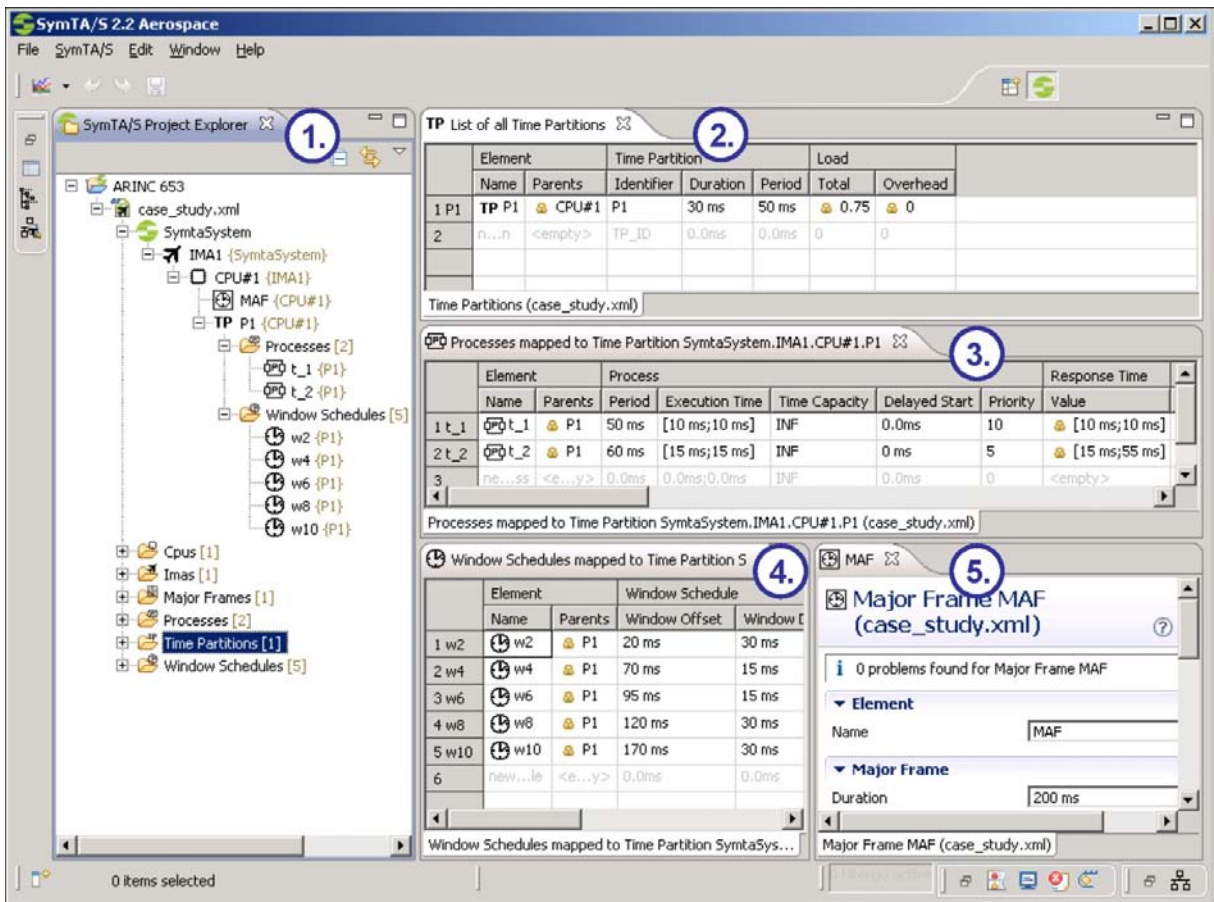 SymTA/S 2.2 Aerospace
File SymTA/S Edit Window Help
SymTA/S Project Explorer
1.
ARINC 653
case_study.xml
SymtaSystem
IMA1 {SymtaSystem}
CPU#1 {IMA1}
MAF {CPU#1}
TP P1 {CPU#1}
Processes [2]
t_1 {P1}
t_2 {P1}
Window Schedules [5]
w2 {P1}
w4 {P1}
w6 {P1}
w8 {P1}
w10 {P1}
Cpus [1]
Imas [1]
Major Frames [1]
Processes [2]
Time Partitions [1]
Window Schedules [5]
TP List of all Time Partitions
2.
Element Time Partition Load
Name Parents Identifier Duration Period Total Overhead
1 P1 TP P1 CPU#1 P1 30 ms 50 ms 0.75 0
2 n...n <empty> TP_ID 0.0ms 0.0ms 0 0
Time Partitions (case_study.xml)
Processes mapped to Time Partition SymtaSystem.IMA1.CPU#1.P1
3.
Element Process Response Time
Name Parents Period Execution Time Time Capacity Delayed Start Priority Value
1 t_1 t_1 P1 50 ms [10 ms;10 ms] INF 0.0ms 10 [10 ms;10 ms]
2 t_2 t_2 P1 60 ms [15 ms;15 ms] INF 0 ms 5 [15 ms;55 ms]
3 ne...ss <e...y> 0.0ms 0.0ms;0.0ms INF 0.0ms 0 <empty>
Processes mapped to Time Partition SymtaSystem.IMA1.CPU#1.P1 (case_study.xml)
Window Schedules mapped to Time Partition S
4.
Element Window Schedule
Name Parents Window Offset Window D
1 w2 w2 P1 20 ms 30 ms
2 w4 w4 P1 70 ms 15 ms
3 w6 w6 P1 95 ms 15 ms
4 w8 w8 P1 120 ms 30 ms
5 w10 w10 P1 170 ms 30 ms
6 new...le <e...y> 0.0ms 0.0ms
Window Schedules mapped to Time Partition SymtaSys...
MAF
5.
Major Frame MAF
(case_study.xml)
0 problems found for Major Frame MAF
Element
Name MAF
Major Frame
Duration 200 ms
Major Frame MAF (case_study.xml)
0 items selected